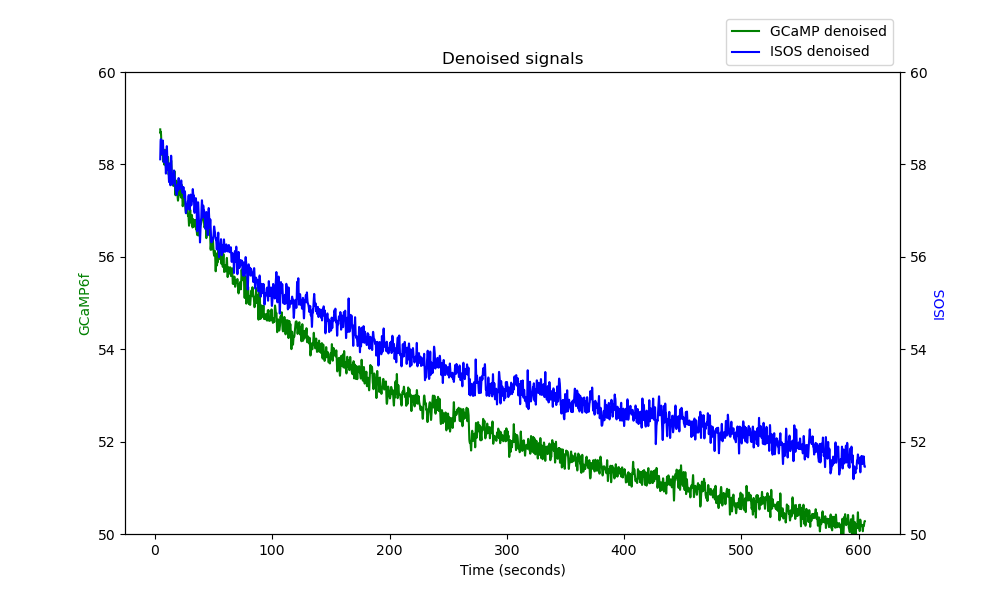 GCaMP denoised
ISOS denoised
Denoised signals
60
58
56
54
52
50
GCaMP6f
60
58
56
54
52
50
ISOS
0 100 200 300 400 500 600
Time (seconds)